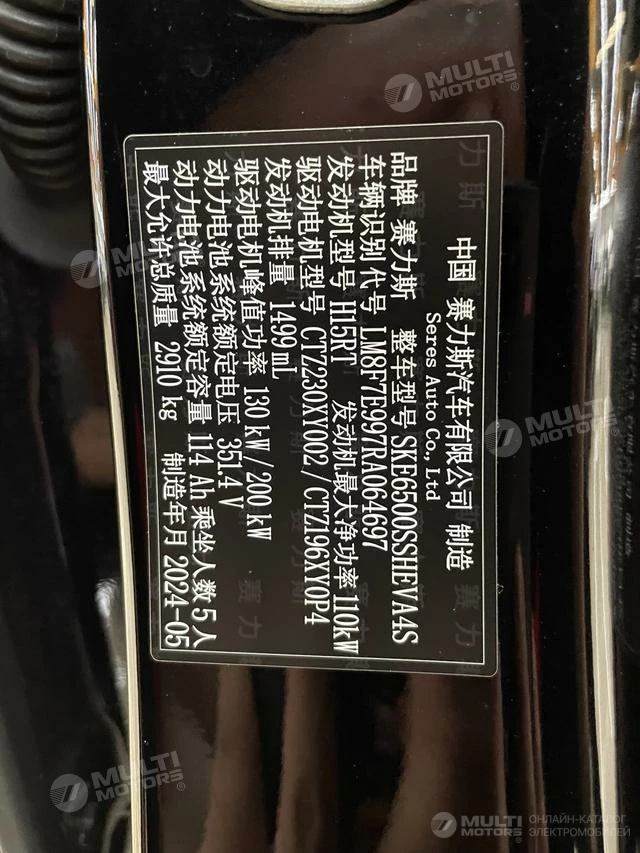 中国 赛力斯汽车有限公司 制造
Seres Auto Co., Ltd
品牌 赛力斯 整车型号 SKE6500SSHEVA4S
车辆识别代号 LM8F7E997RA064697
发动机型号 H15RT 发动机最大净功率 110kW
驱动电机型号 CTZ230XY002/CTZ196XY0P4
发动机排量 1499mL
驱动电机峰值功率 130 kW/200 kW
动力电池系统额定电压 351.4 V
动力电池系统额定容量 114 Ah 乘坐人数 5 人
最大允许总质量 2910 kg 制造年月 2024-05
MULTI MOTORS
MULTI MOTORS
MULTI MOTORS
MULTI MOTORS
MULTI MOTORS ОНЛАЙН-КАТАЛОГ ЭЛЕКТРОМОБИЛЕЙ